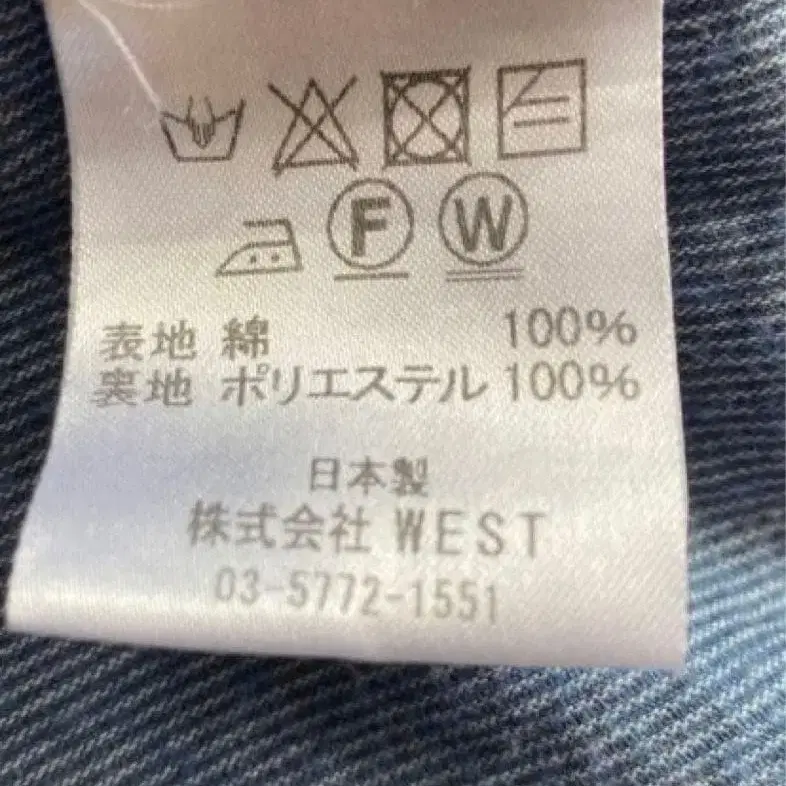 F W
表地 綿 100%
裏地 ポリエステル 100%
日本製
株式会社 WEST
03-5772-1551